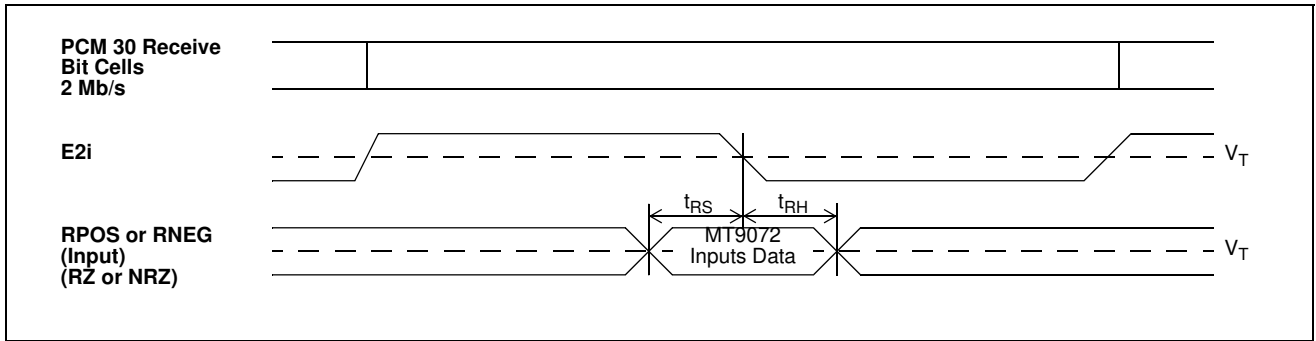 PCM 30 Receive
Bit Cells
2 Mb/s
E2i
V_T
t_RS
t_RH
RPOS or RNEG
(Input)
(RZ or NRZ)
MT9072
Inputs Data
V_T